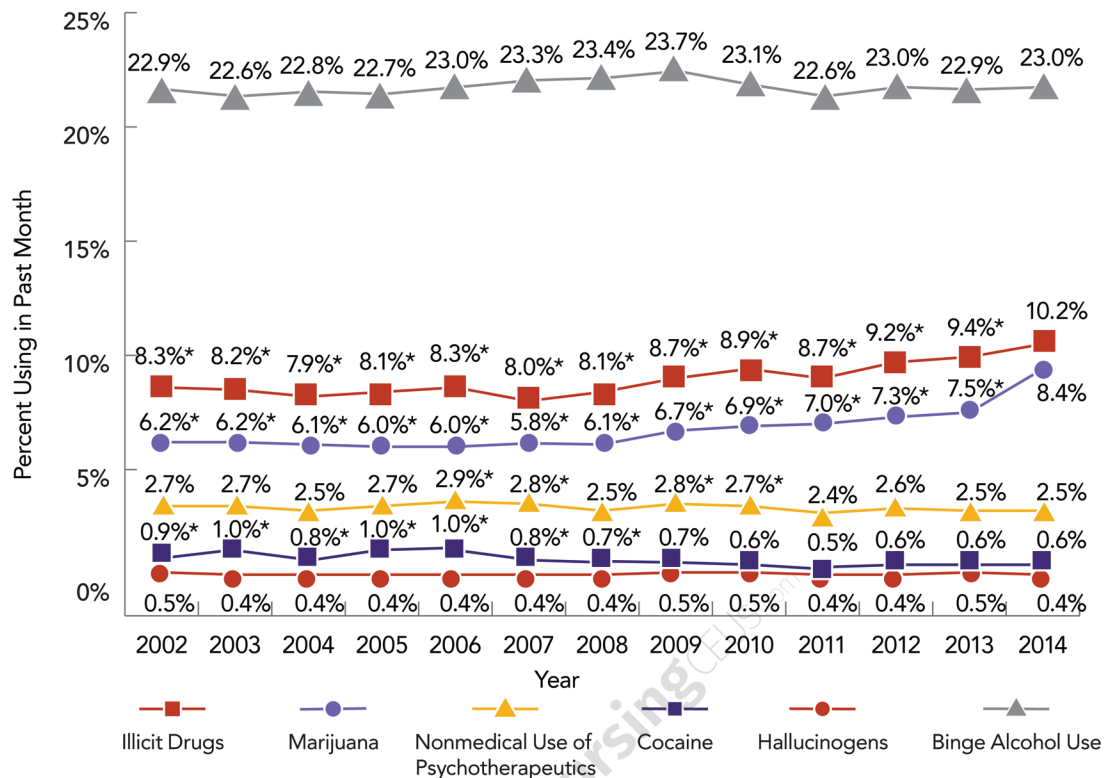 25%
22.9% 22.6% 22.8% 22.7% 23.0% 23.3% 23.4% 23.7% 23.1% 22.6% 23.0% 22.9% 23.0%
20%
15%
Percent Using in Past Month
10%
8.3%* 8.2%* 7.9%* 8.1%* 8.3%* 8.0%* 8.1%* 8.7%* 8.9%* 8.7%* 9.2%* 9.4%* 10.2%
6.2%* 6.2%* 6.1%* 6.0%* 6.0%* 5.8%* 6.1%* 6.7%* 6.9%* 7.0%* 7.3%* 7.5%* 8.4%
5%
2.7% 2.7% 2.5% 2.7% 2.9%* 2.8%* 2.5% 2.8%* 2.7%* 2.4% 2.6% 2.5% 2.5%
0.9%* 1.0%* 0.8%* 1.0%* 1.0%* 0.8%* 0.7%* 0.7% 0.6% 0.5% 0.6% 0.6% 0.6%
0%
0.5% 0.4% 0.4% 0.4% 0.4% 0.4% 0.4% 0.5% 0.5% 0.4% 0.4% 0.5% 0.4%
2002 2003 2004 2005 2006 2007 2008 2009 2010 2011 2012 2013 2014
Year
Illicit Drugs Marijuana Nonmedical Use of Cocaine Hallucinogens Binge Alcohol Use
Psychotherapeutics